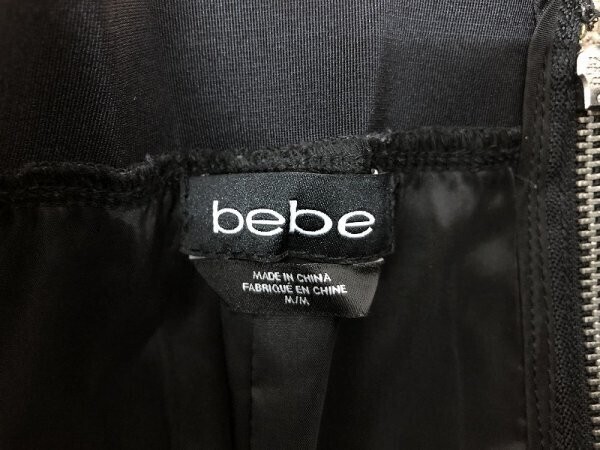 bebe
MADE IN CHINA
FABRIQUÉ EN CHINE
M/M